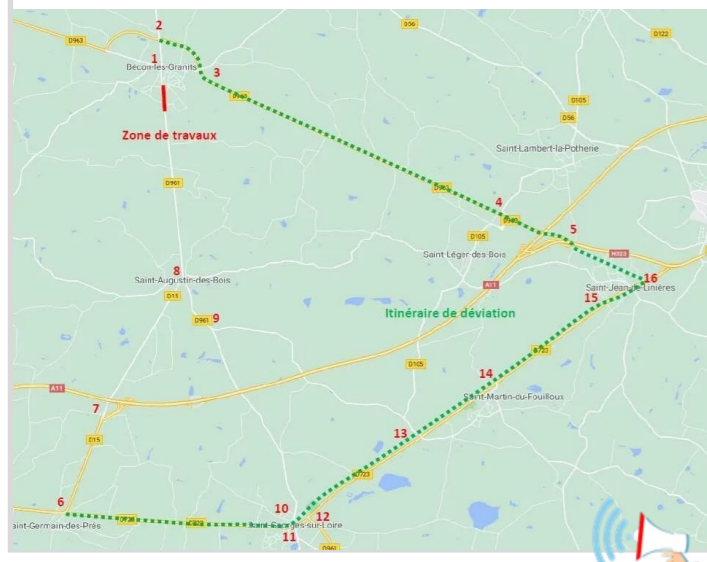 D56
2
D963
D122
1
Bécon-les-Granits
3
D963
D105
Zone de travaux
D56
Saint-Lambert-la-Potherie
D961
D963
4
D963
5
D105
Saint-Léger-des-Bois
N323
8
Saint-Augustin-des-Bois
A11
16
Saint-Jean-de-Linières
D15
15
D961 9
Itinéraire de déviation
D723
D105
14
A11
Saint-Martin-du-Fouilloux
7
13
D15
D723
6
10
12
aint-Germain-des-Prés
D723
D723
Saint-Georges-sur-Loire
11
D961